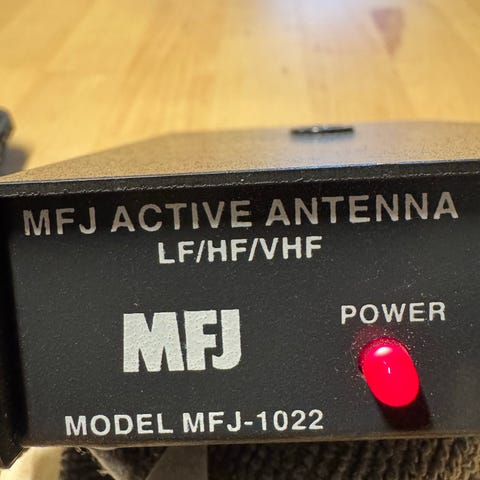 MFJ ACTIVE ANTENNA
LF/HF/VHF
POWER
MFJ
MODEL MFJ-1022